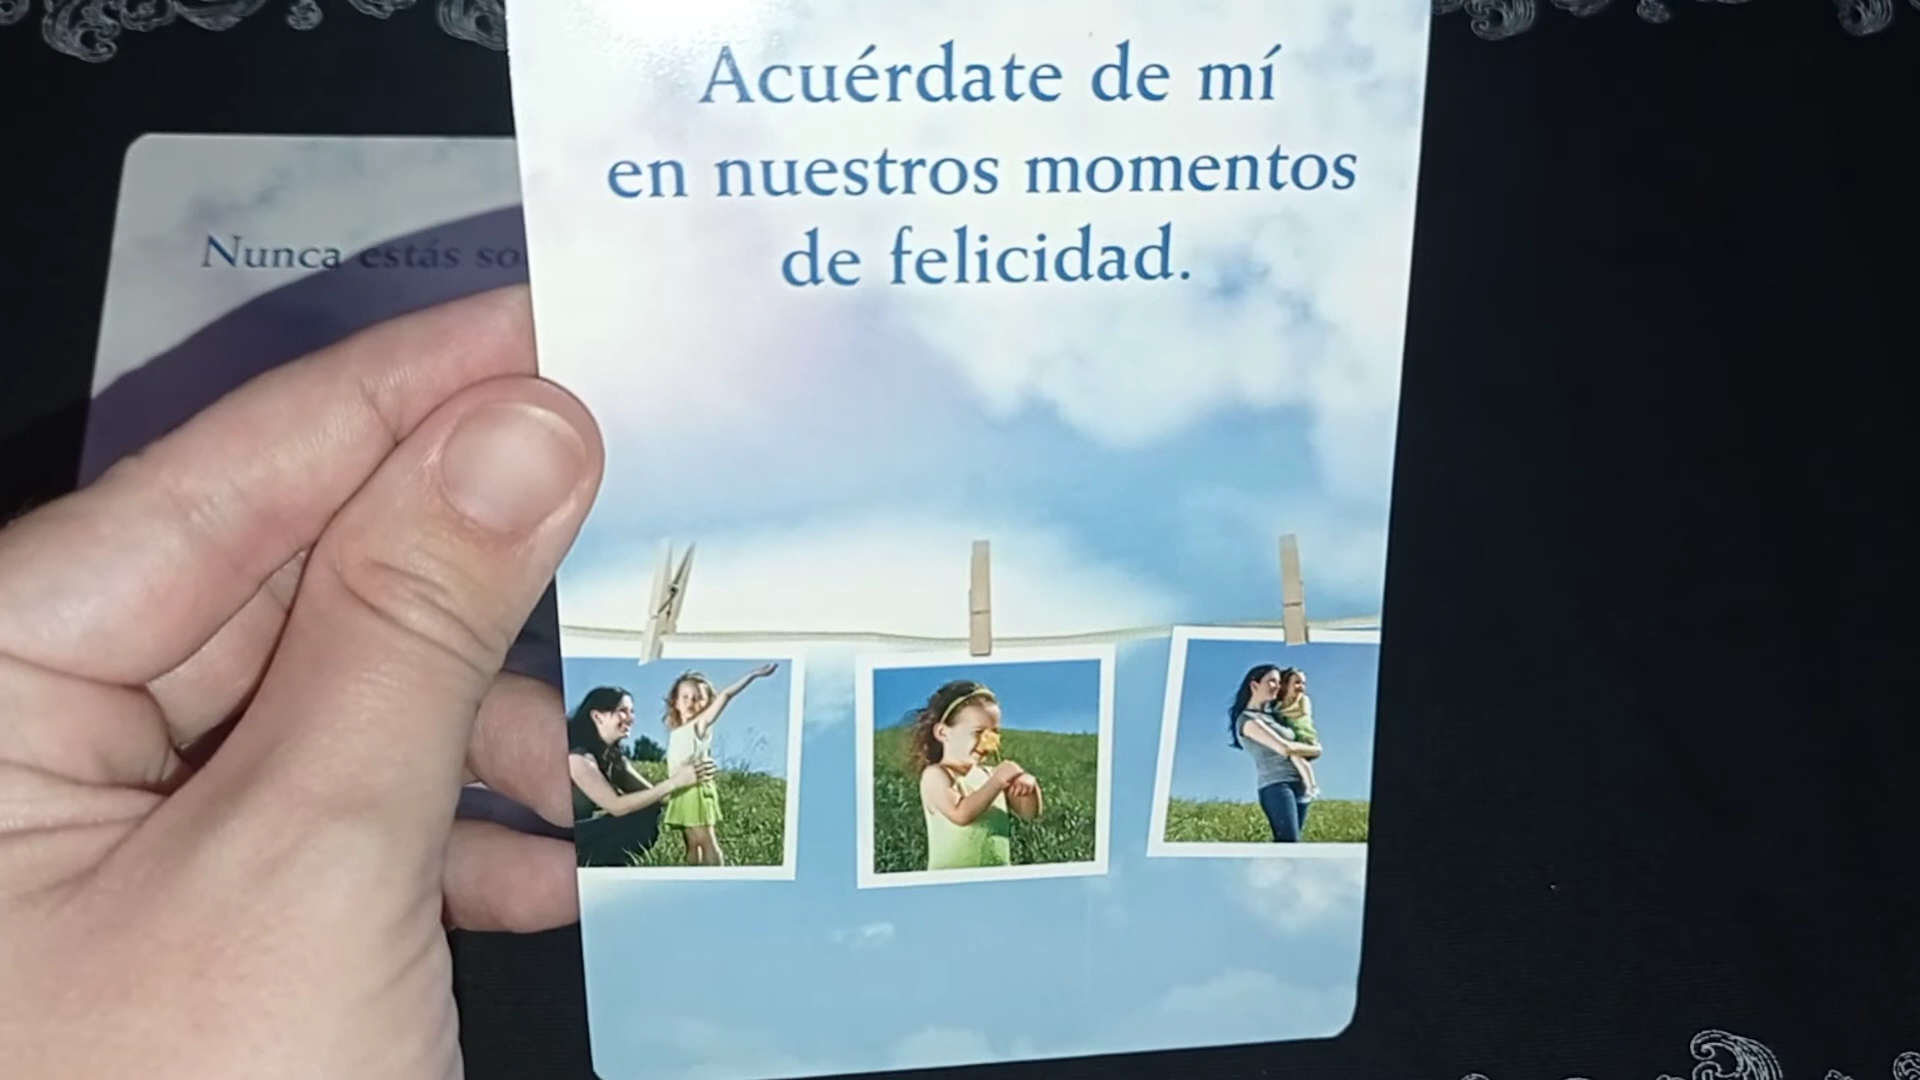 Acuérdate de mí
en nuestros momentos
de felicidad.
Nunca estás